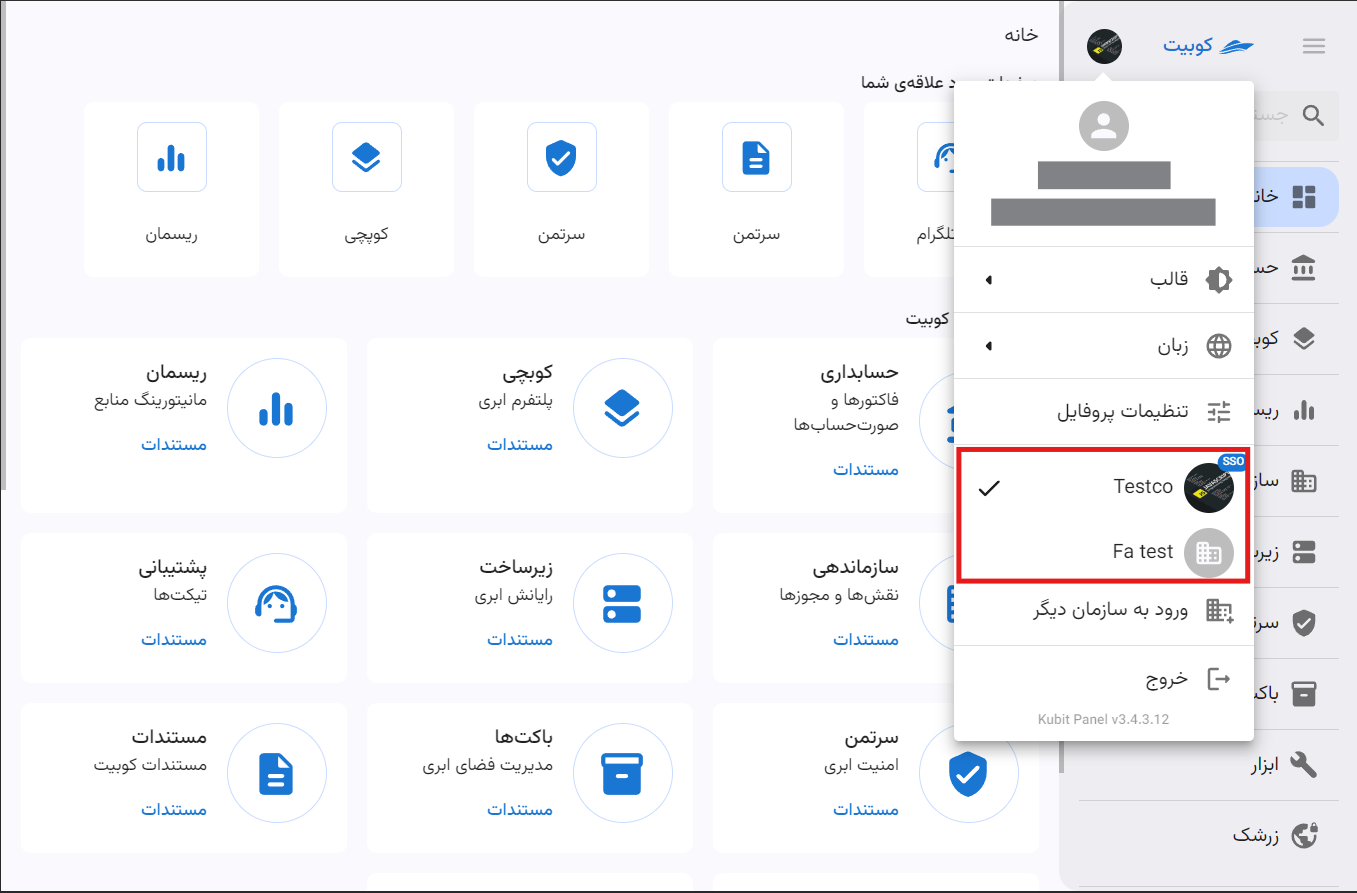 کوبیت
جست
خانه
حس
کوب
ریس
ساز
زیر
سرت
باک
ابزار
زرشک
قالب
زبان
تنظیمات پروفایل
SSO
Testco
Fa test
ورود به سازمان دیگر
خروج
Kubit Panel v3.4.3.12
خانه
علاقه‌ی شما
تلگرام
سرتمن
سرتمن
کوپچی
ریسمان
کوبیت
حسابداری
فاکتورها و
صورت‌حساب‌ها
مستندات
کوبچی
پلتفرم ابری
مستندات
ریسمان
مانیتورینگ منابع
مستندات
سازماندهی
نقش‌ها و مجوزها
مستندات
زیرساخت
رایانش ابری
مستندات
پشتیبانی
تیکت‌ها
مستندات
سرتمن
امنیت ابری
مستندات
باکت‌ها
مدیریت فضای ابری
مستندات
مستندات
مستندات کوبیت
مستندات